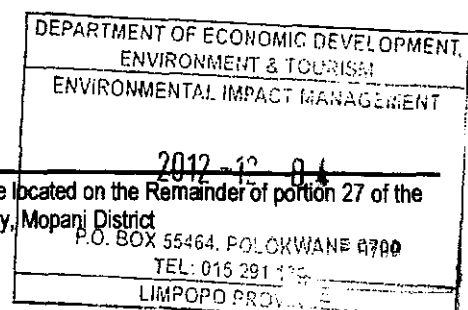 DEPARTMENT OF ECONOMIC DEVELOPMENT,
ENVIRONMENT & TOURISM
ENVIRONMENTAL IMPACT MANAGEMENT
2012 -12- 04
e located on the Remainder of portion 27 of the
y, Mopani District
P.O. BOX 55464, POLOKWANE 0700
TEL: 015 291
LIMPOPO